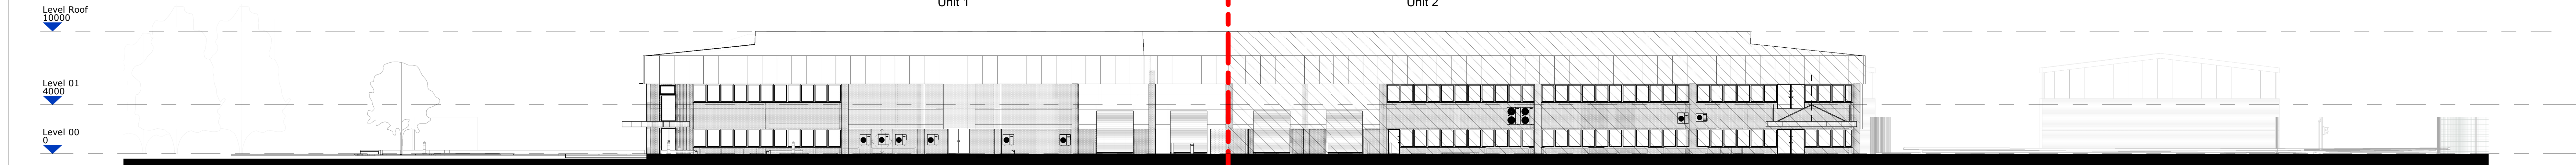 Unit 1
Unit 2
Level Roof
10000
Level 01
4000
Level 00
0